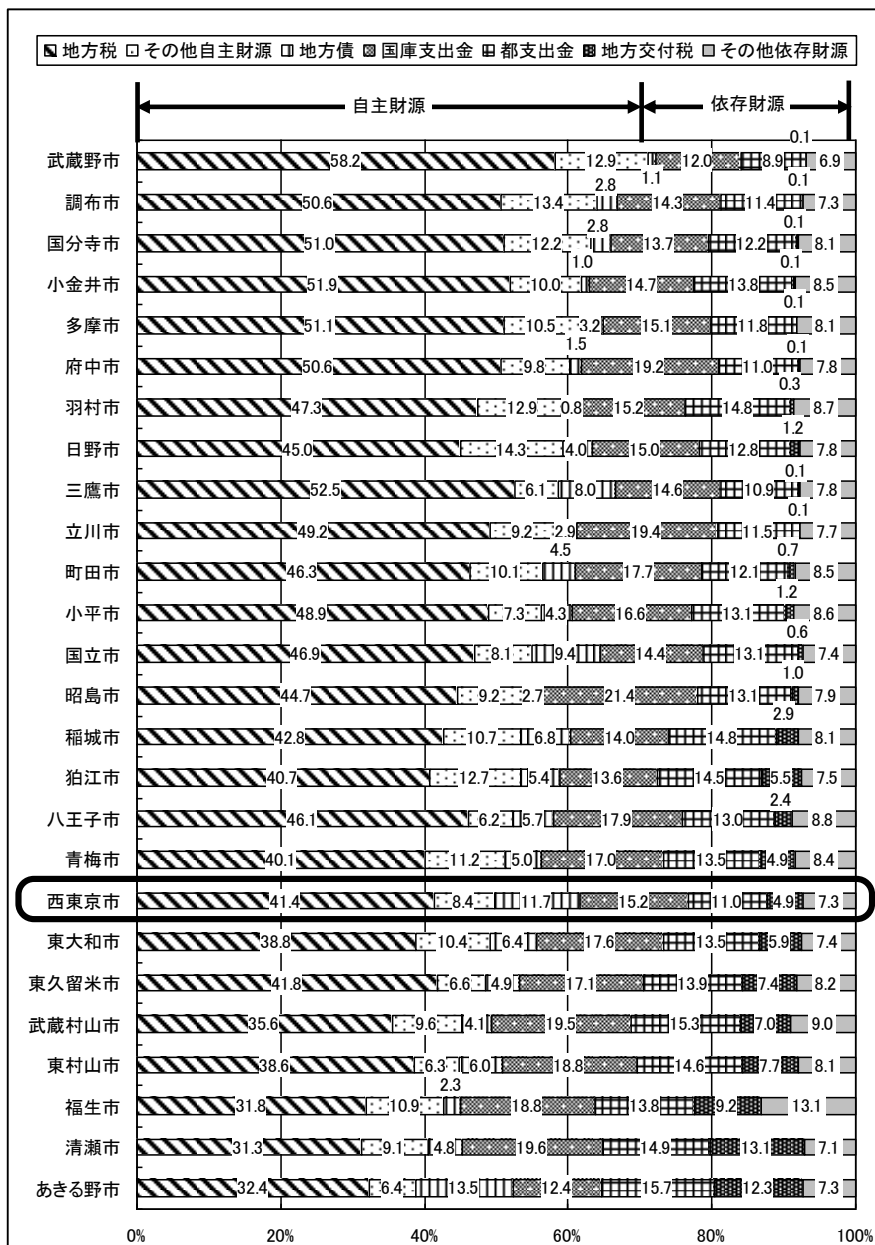 地方税 その他自主財源 地方債 国庫支出金 都支出金 地方交付税 その他依存財源
自主財源 依存財源
0.1
武蔵野市 58.2 12.9 12.0 8.9 6.9
1.1 0.1
2.8
調布市 50.6 13.4 14.3 11.4 7.3
2.8 0.1
国分寺市 51.0 12.2 13.7 12.2 8.1
1.0 0.1
小金井市 51.9 10.0 14.7 13.8 8.5
0.1
多摩市 51.1 10.5 3.2 15.1 11.8 8.1
1.5 0.1
府中市 50.6 9.8 19.2 11.0 7.8
0.3
羽村市 47.3 12.9 0.8 15.2 14.8 8.7
1.2
日野市 45.0 14.3 4.0 15.0 12.8 7.8
0.1
三鷹市 52.5 6.1 8.0 14.6 10.9 7.8
0.1
立川市 49.2 9.2 2.9 19.4 11.5 7.7
4.5 0.7
町田市 46.3 10.1 17.7 12.1 8.5
1.2
小平市 48.9 7.3 4.3 16.6 13.1 8.6
0.6
国立市 46.9 8.1 9.4 14.4 13.1 7.4
1.0
昭島市 44.7 9.2 2.7 21.4 13.1 7.9
2.9
稲城市 42.8 10.7 6.8 14.0 14.8 8.1
狛江市 40.7 12.7 5.4 13.6 14.5 5.5 7.5
2.4
八王子市 46.1 6.2 5.7 17.9 13.0 8.8
青梅市 40.1 11.2 5.0 17.0 13.5 4.9 8.4
西東京市 41.4 8.4 11.7 15.2 11.0 4.9 7.3
東大和市 38.8 10.4 6.4 17.6 13.5 5.9 7.4
東久留米市 41.8 6.6 4.9 17.1 13.9 7.4 8.2
武蔵村山市 35.6 9.6 4.1 19.5 15.3 7.0 9.0
東村山市 38.6 6.3 6.0 18.8 14.6 7.7 8.1
2.3
福生市 31.8 10.9 18.8 13.8 9.2 13.1
清瀬市 31.3 9.1 4.8 19.6 14.9 13.1 7.1
あきる野市 32.4 6.4 13.5 12.4 15.7 12.3 7.3
0% 20% 40% 60% 80% 100%